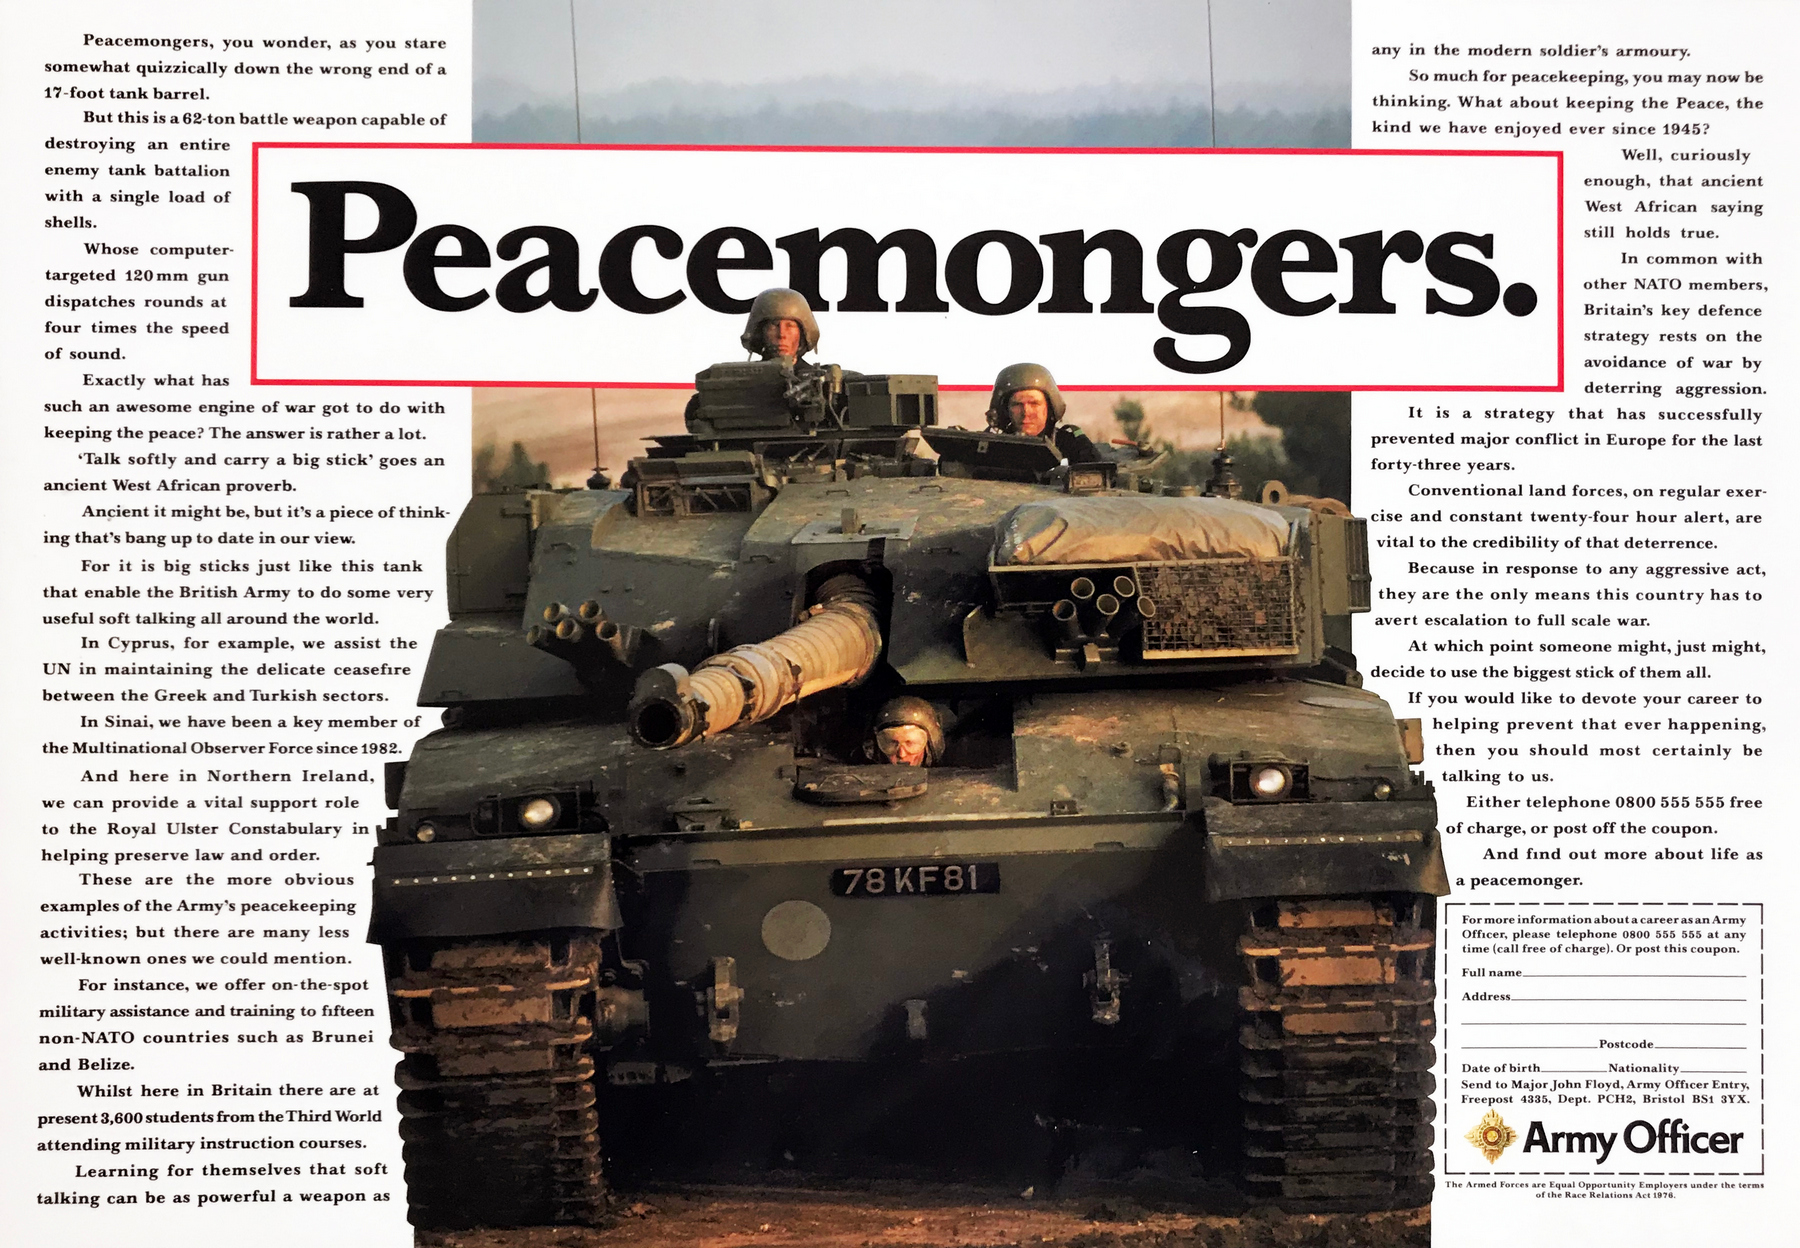 Peacemongers, you wonder, as you stare
somewhat quizzically down the wrong end of a
17-foot tank barrel.
But this is a 62-ton battle weapon capable of
destroying an entire
enemy tank battalion
with a single load of
shells.
Whose computer-
targeted 120mm gun
dispatches rounds at
four times the speed
of sound.
Exactly what has
such an awesome engine of war got to do with
keeping the peace? The answer is rather a lot.
‘Talk softly and carry a big stick’ goes an
ancient West African proverb.
Ancient it might be, but it’s a piece of think-
ing that’s bang up to date in our view.
For it is big sticks just like this tank
that enable the British Army to do some very
useful soft talking all around the world.
In Cyprus, for example, we assist the
UN in maintaining the delicate ceasefire
between the Greek and Turkish sectors.
In Sinai, we have been a key member of
the Multinational Observer Force since 1982.
And here in Northern Ireland,
we can provide a vital support role
to the Royal Ulster Constabulary in
helping preserve law and order.
These are the more obvious
examples of the Army’s peacekeeping
activities; but there are many less
well-known ones we could mention.
For instance, we offer on-the-spot
military assistance and training to fifteen
non-NATO countries such as Brunei
and Belize.
Whilst here in Britain there are at
present 3,600 students from the Third World
attending military instruction courses.
Learning for themselves that soft
talking can be as powerful a weapon as
Peacemongers.
78KF81
any in the modern soldier’s armoury.
So much for peacekeeping, you may now be
thinking. What about keeping the Peace, the
kind we have enjoyed ever since 1945?
Well, curiously
enough, that ancient
West African saying
still holds true.
In common with
other NATO members,
Britain’s key defence
strategy rests on the
avoidance of war by
deterring aggression.
It is a strategy that has successfully
prevented major conflict in Europe for the last
forty-three years.
Conventional land forces, on regular exer-
cise and constant twenty-four hour alert, are
vital to the credibility of that deterrence.
Because in response to any aggressive act,
they are the only means this country has to
avert escalation to full scale war.
At which point someone might, just might,
decide to use the biggest stick of them all.
If you would like to devote your career to
helping prevent that ever happening,
then you should most certainly be
talking to us.
Either telephone 0800 555 555 free
of charge, or post off the coupon.
And find out more about life as
a peacemonger.
For more information about a career as an Army
Officer, please telephone 0800 555 555 at any
time (call free of charge). Or post this coupon.
Full name
Address
Postcode
Date of birth Nationality
Send to Major John Floyd, Army Officer Entry,
Freepost 4335, Dept. PCH2, Bristol BS1 3YX.
Army Officer
The Armed Forces are Equal Opportunity Employers under the terms
of the Race Relations Act 1976.